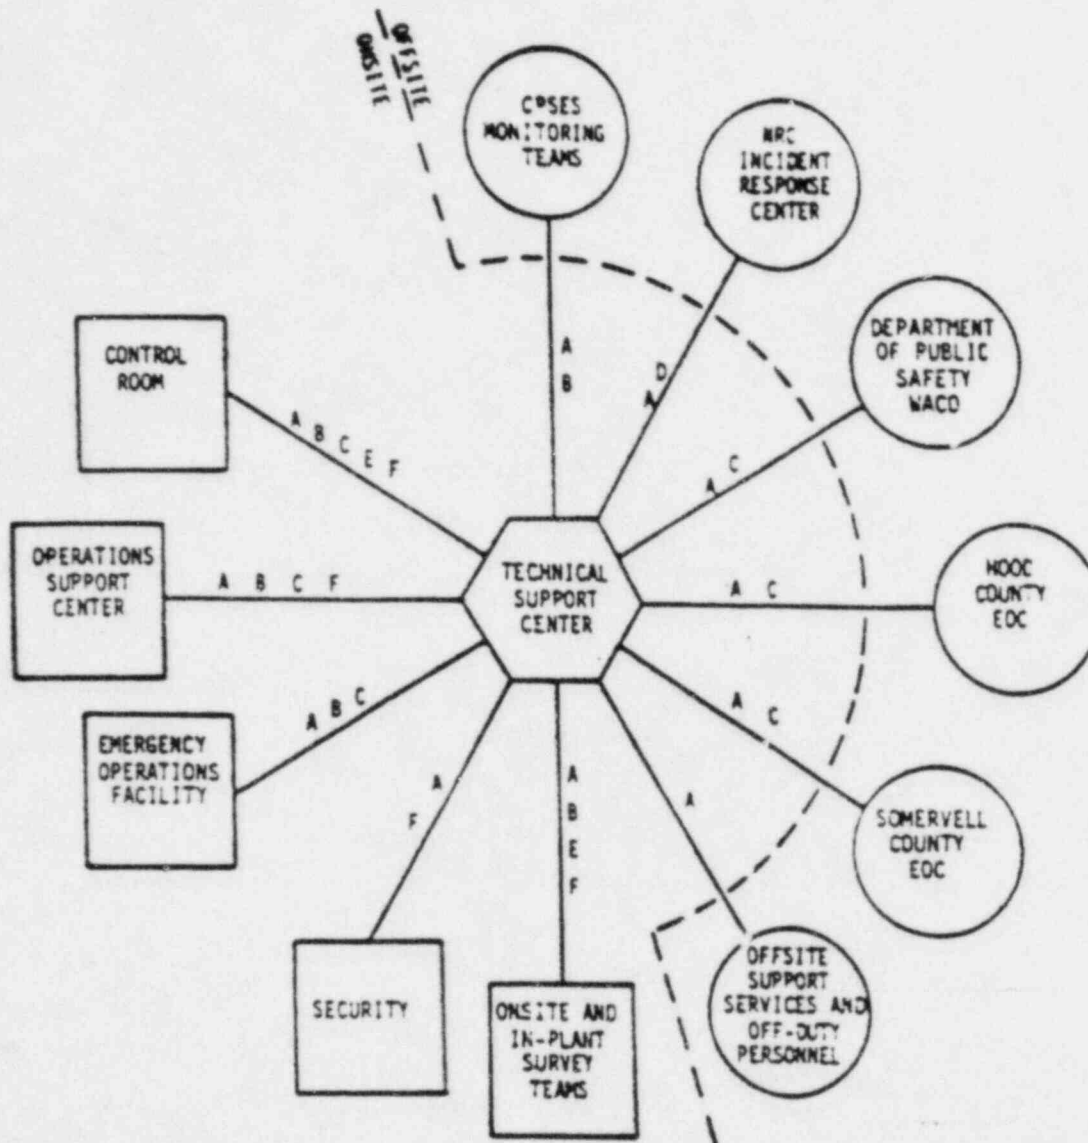 OFFSITE
ONSITE
CPSES
MONITORING
TEAMS
NRC
INCIDENT
RESPONSE
CENTER
DEPARTMENT
OF PUBLIC
SAFETY
WACO
HOOD
COUNTY
EOC
SOMERVELL
COUNTY
EOC
OFFSITE
SUPPORT
SERVICES AND
OFF-DUTY
PERSONNEL
ONSITE AND
IN-PLANT
SURVEY
TEAMS
SECURITY
EMERGENCY
OPERATIONS
FACILITY
OPERATIONS
SUPPORT
CENTER
CONTROL
ROOM
TECHNICAL
SUPPORT
CENTER
A
B
A D
A C
A C
A C
A
A
B
E
F
F A
A B C
A B C F
A B C E F